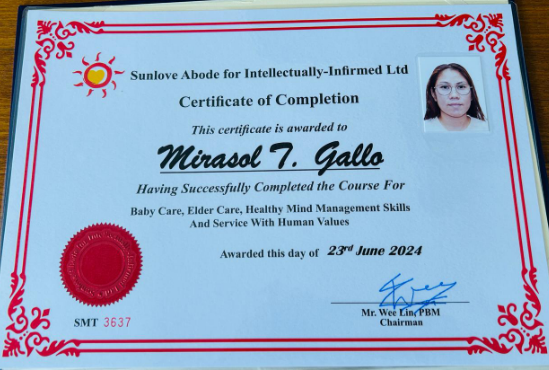 Sunlove Abode for Intellectually-Infirmed Ltd
Certificate of Completion
This certificate is awarded to
Mirasol T. Gallo
Having Successfully Completed the Course For
Baby Care, Elder Care, Healthy Mind Management Skills
And Service With Human Values
Awarded this day of 23rd June 2024
SMT 3637
Mr. Wee Lin, PBM
Chairman